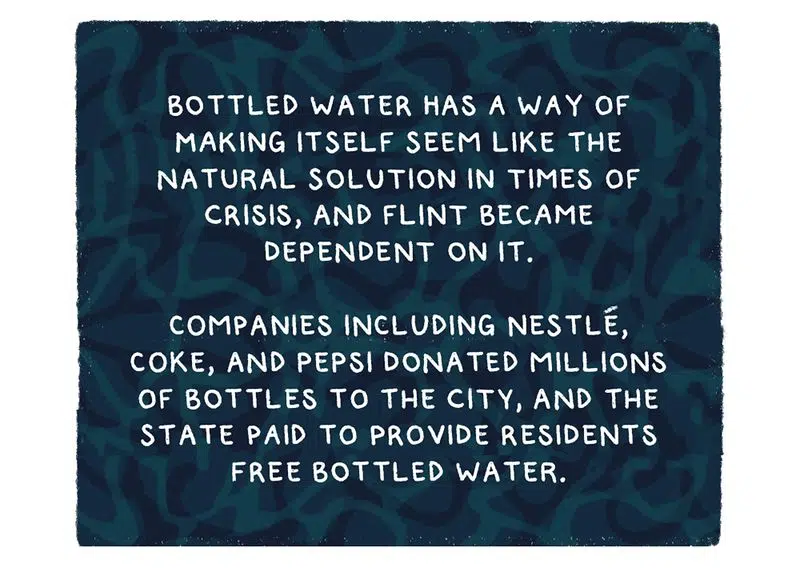 BOTTLED WATER HAS A WAY OF
MAKING ITSELF SEEM LIKE THE
NATURAL SOLUTION IN TIMES OF
CRISIS, AND FLINT BECAME
DEPENDENT ON IT.
COMPANIES INCLUDING NESTLÉ,
COKE, AND PEPSI DONATED MILLIONS
OF BOTTLES TO THE CITY, AND THE
STATE PAID TO PROVIDE RESIDENTS
FREE BOTTLED WATER.